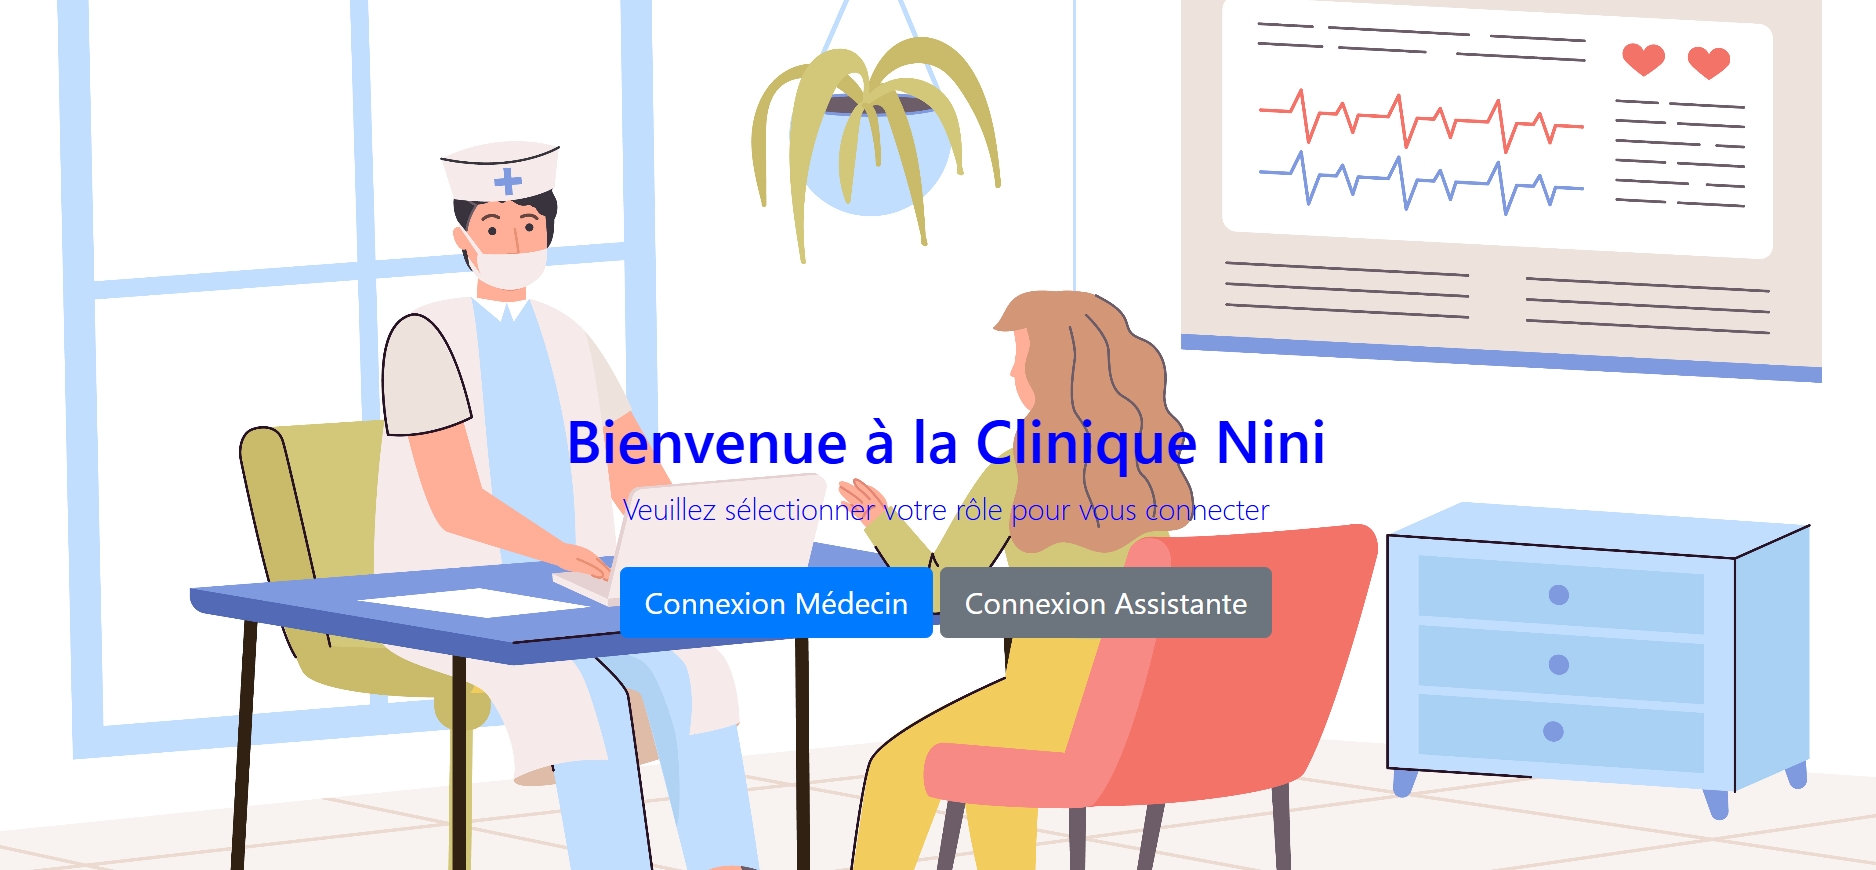 Bienvenue à la Clinique Nini
Veuillez sélectionner votre rôle pour vous connecter
Connexion Médecin
Connexion Assistante